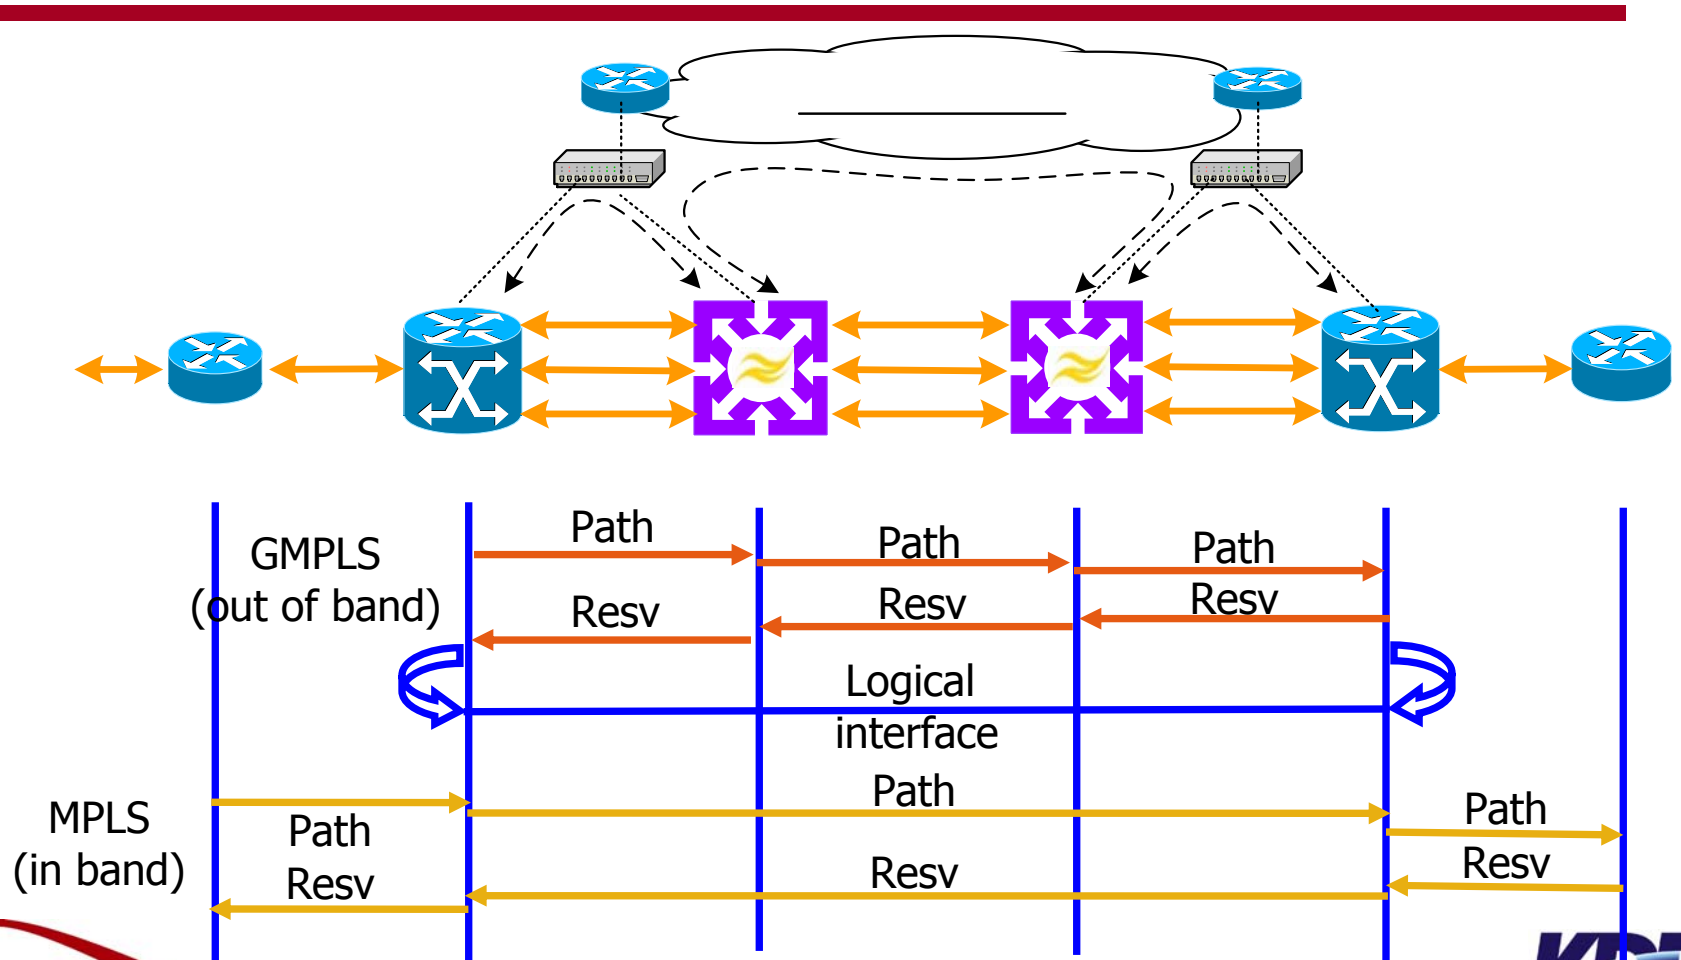 Path
Path
Path
GMPLS
(out of band)
Resv
Resv
Resv
Logical
interface
Path
Path
MPLS
(in band)
Path
Resv
Resv
Resv